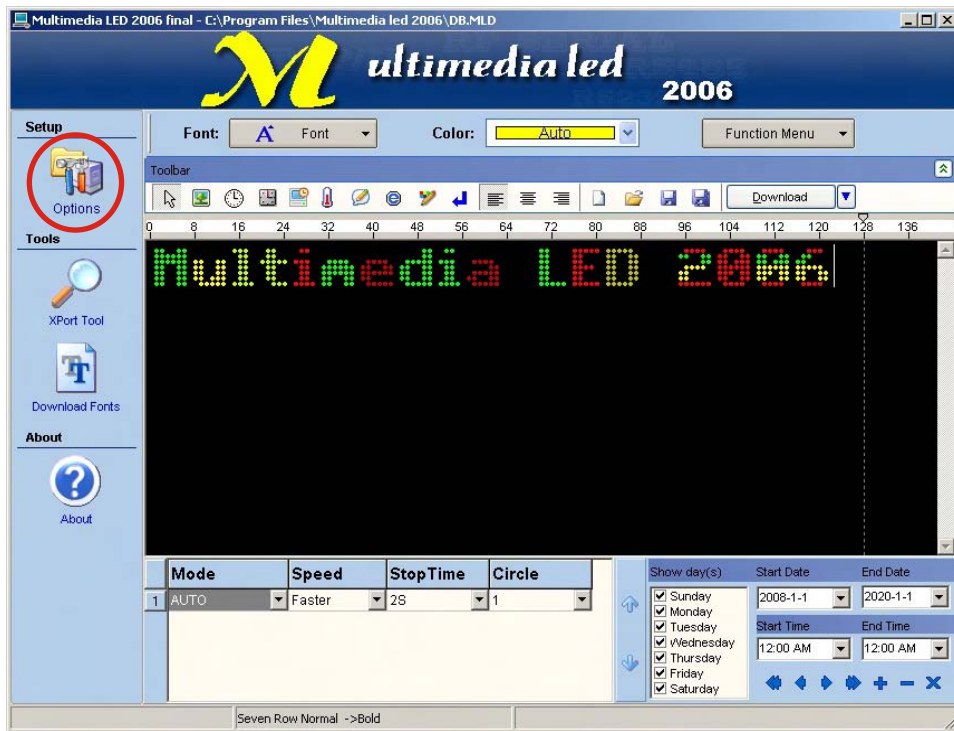 Multimedia LED 2006 final - C:\Program Files\Multimedia led 2006\DB.MLD
Multimedia led
2006
Setup
Options
Tools
XPort Tool
Download Fonts
About
About
Font: Font Color: Auto Function Menu
Toolbar
Download
0 8 16 24 32 40 48 56 64 72 80 88 96 104 112 120 128 136
Multimedia LED 2006
Mode Speed StopTime Circle
1 AUTO Faster 2S 1
Show day(s)
Sunday
Monday
Tuesday
Wednesday
Thursday
Friday
Saturday
Start Date End Date
2008-1-1 2020-1-1
Start Time End Time
12:00 AM 12:00 AM
Seven Row Normal ->Bold